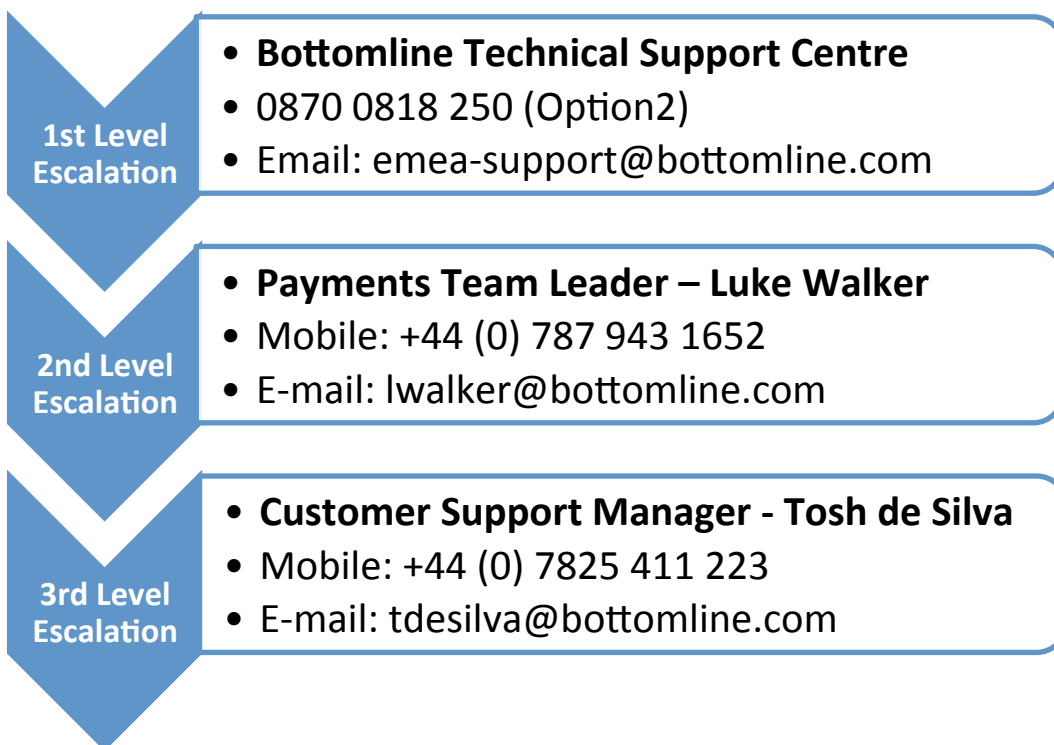 1st Level
Escalation
• Bottomline Technical Support Centre
• 0870 0818 250 (Option2)
• Email: emea-support@bottomline.com
2nd Level
Escalation
• Payments Team Leader – Luke Walker
• Mobile: +44 (0) 787 943 1652
• E-mail: lwalker@bottomline.com
3rd Level
Escalation
• Customer Support Manager - Tosh de Silva
• Mobile: +44 (0) 7825 411 223
• E-mail: tdesilva@bottomline.com